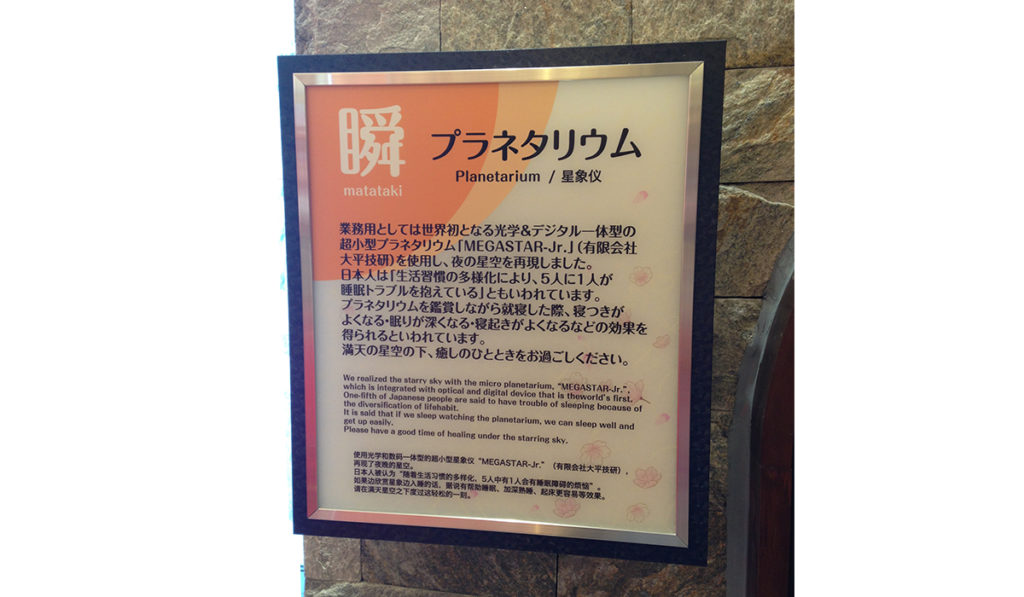 瞬
matataki
プラネタリウム
Planetarium / 星象仪
業務用としては世界初となる光学&デジタル一体型の
超小型プラネタリウム「MEGASTAR-Jr.」(有限会社
大平技研)を使用し、夜の星空を再現しました。
日本人は「生活習慣の多様化により、5人に1人が
睡眠トラブルを抱えている」ともいわれています。
プラネタリウムを鑑賞しながら就寝した際、寝つきが
よくなる・眠りが深くなる・寝起きがよくなるなどの効果を
得られるといわれています。
満天の星空の下、癒しのひとときをお過ごしください。
We realized the starry sky with the micro planetarium, "MEGASTAR-Jr.",
which is integrated with optical and digital device that is theworld's first.
One-fifth of Japanese people are said to have trouble of sleeping because of
the diversification of lifehabit.
It is said that if we sleep watching the planetarium, we can sleep well and
get up easily.
Please have a good time of healing under the starring sky.
使用光学和数码一体型的超小型星象仪"MEGASTAR-Jr."(有限会社大平技研),
再现了夜晚的星空。
日本人被认为"随着生活习惯的多样化,5人中有1人会有睡眠障碍的烦恼"。
如果边欣赏星象边入睡的话,据说有帮助睡眠、加深熟睡、起床更容易等效果。
请在满天星空之下度过这轻松的一刻。